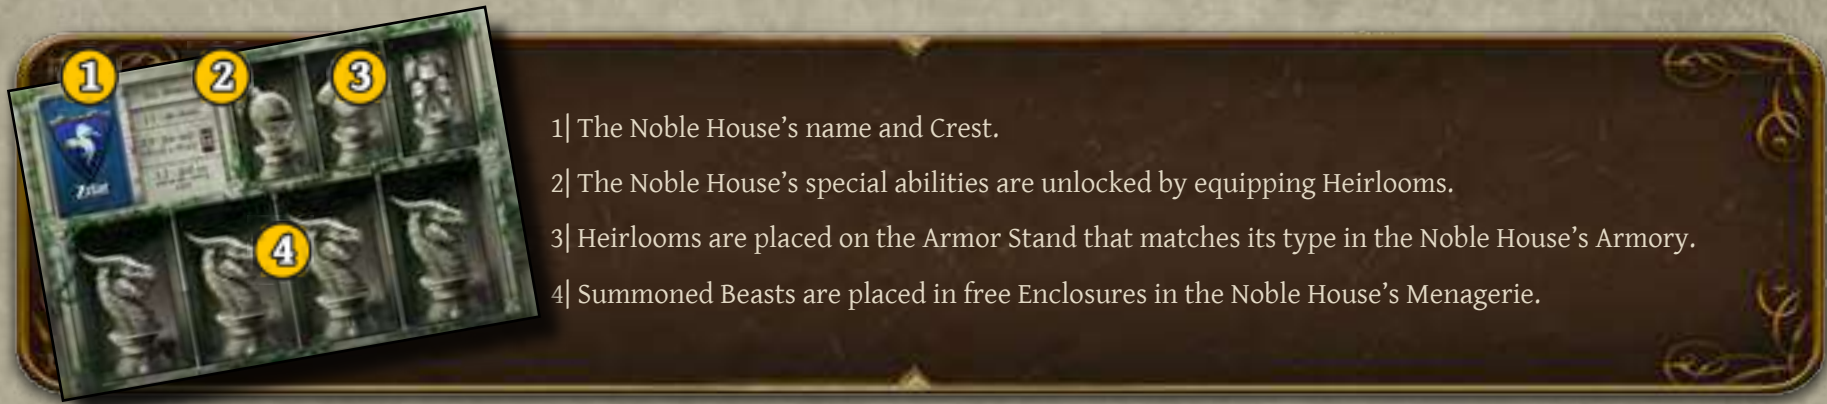 1
2
3
4
1| The Noble House’s name and Crest.
2| The Noble House’s special abilities are unlocked by equipping Heirlooms.
3| Heirlooms are placed on the Armor Stand that matches its type in the Noble House’s Armory.
4| Summoned Beasts are placed in free Enclosures in the Noble House’s Menagerie.